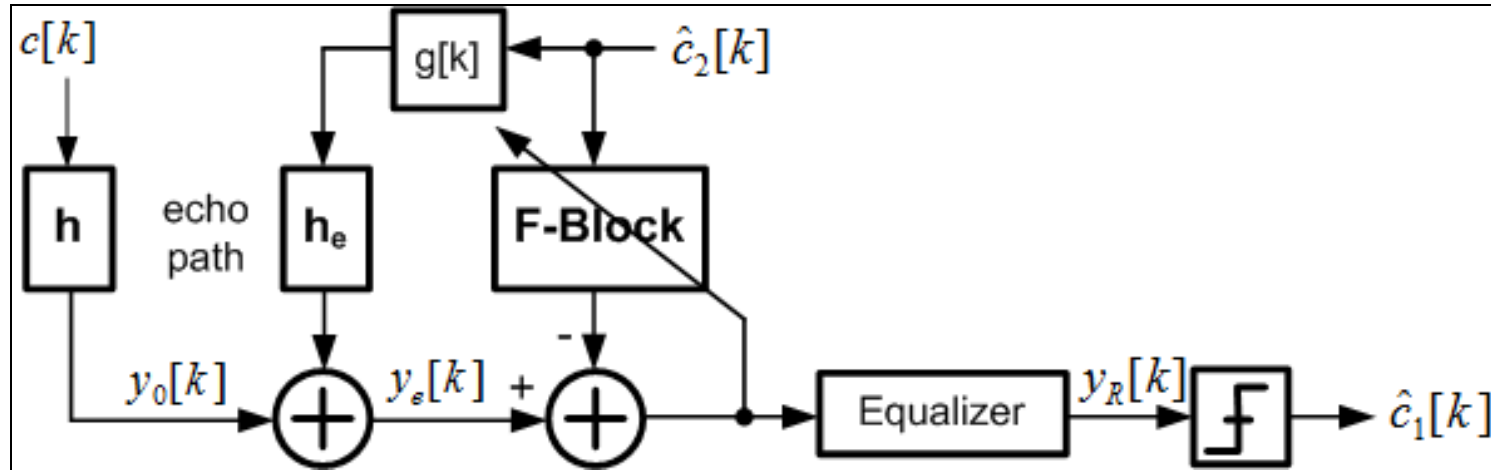 c[k]
g[k]
ĉ₂[k]
h
echo
path
hₑ
F-Block
-
y₀[k]
yₑ[k]
+
Equalizer
y_R[k]
ĉ₁[k]